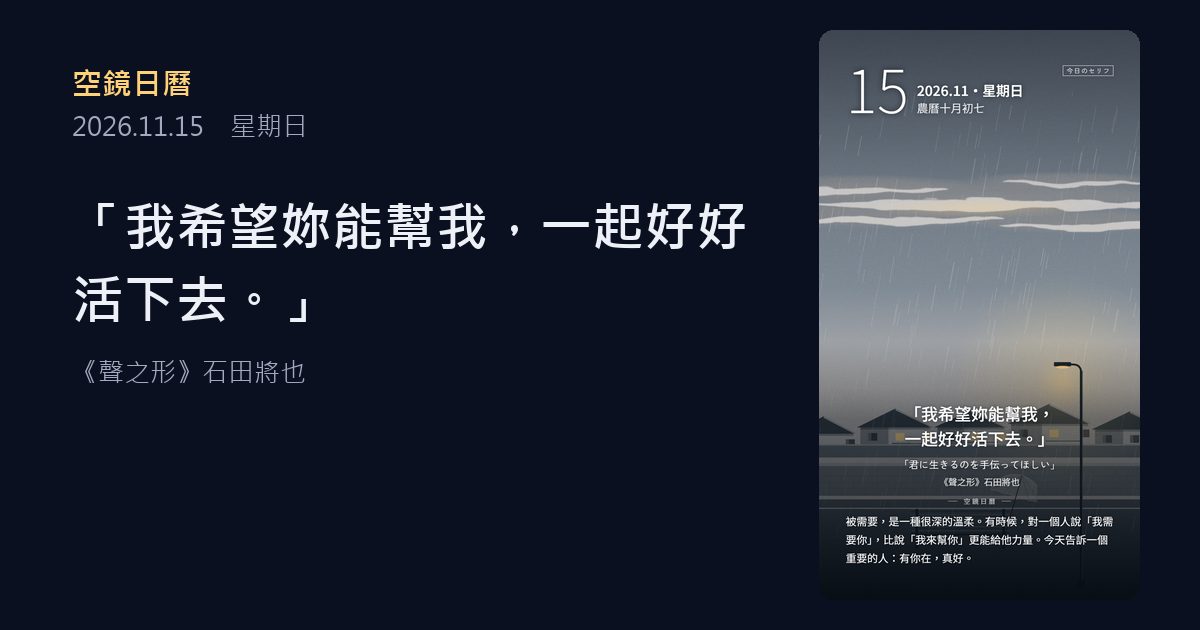 空鏡日曆
2026.11.15　星期日
「我希望妳能幫我，一起好好
活下去。」
《聲之形》石田將也
今日のセリフ
15
2026.11・星期日
農曆十月初七
「我希望妳能幫我，
一起好好活下去。」
「君に生きるのを手伝ってほしい」
《聲之形》石田將也
— 空鏡日曆 —
被需要，是一種很深的溫柔。有時候，對一個人說「我需
要你」，比說「我來幫你」更能給他力量。今天告訴一個
重要的人：有你在，真好。